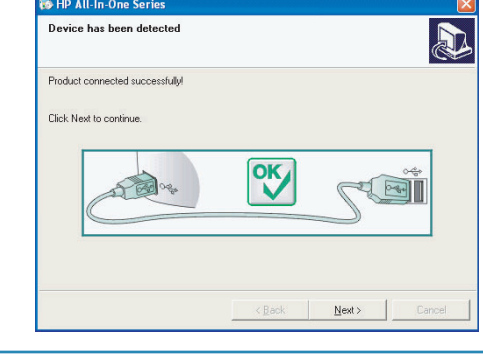 HP All-In-One Series
Device has been detected
Product connected successfully!
Click Next to continue.
OK
< Back Next > Cancel